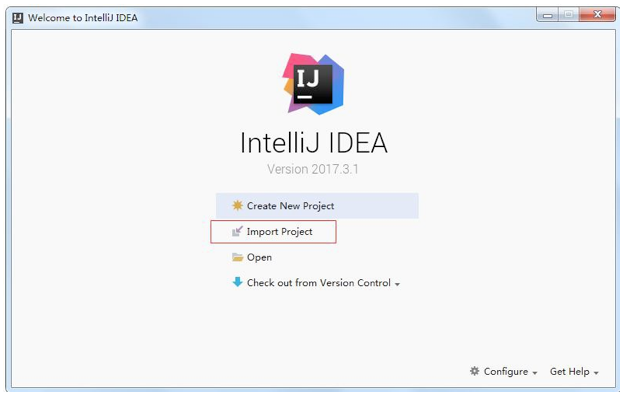 IJ Welcome to IntelliJ IDEA
IJ
IntelliJ IDEA
Version 2017.3.1
Create New Project
Import Project
Open
Check out from Version Control
Configure
Get Help